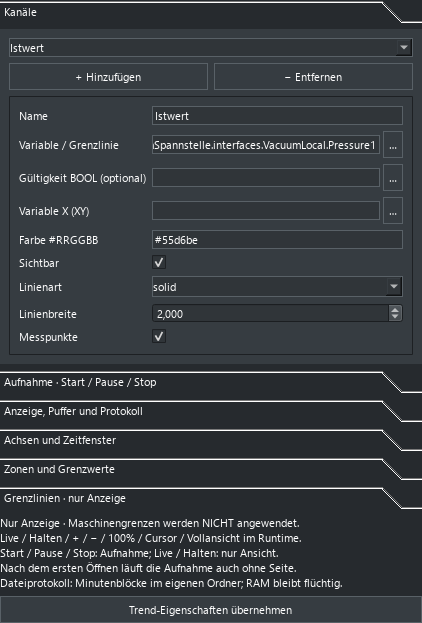 Kanäle
Istwert
+ Hinzufügen
− Entfernen
Name
Istwert
Variable / Grenzlinie
Spannstelle.interfaces.VacuumLocal.Pressure1
...
Gültigkeit BOOL (optional)
...
Variable X (XY)
...
Farbe #RRGGBB
#55d6be
Sichtbar
Linienart
solid
Linienbreite
2,000
Messpunkte
Aufnahme · Start / Pause / Stop
Anzeige, Puffer und Protokoll
Achsen und Zeitfenster
Zonen und Grenzwerte
Grenzlinien · nur Anzeige
Nur Anzeige · Maschinengrenzen werden NICHT angewendet.
Live / Halten / + / − / 100% / Cursor / Vollansicht im Runtime.
Start / Pause / Stop: Aufnahme; Live / Halten: nur Ansicht.
Nach dem ersten Öffnen läuft die Aufnahme auch ohne Seite.
Dateiprotokoll: Minutenblöcke im eigenen Ordner; RAM bleibt flüchtig.
Trend-Eigenschaften übernehmen